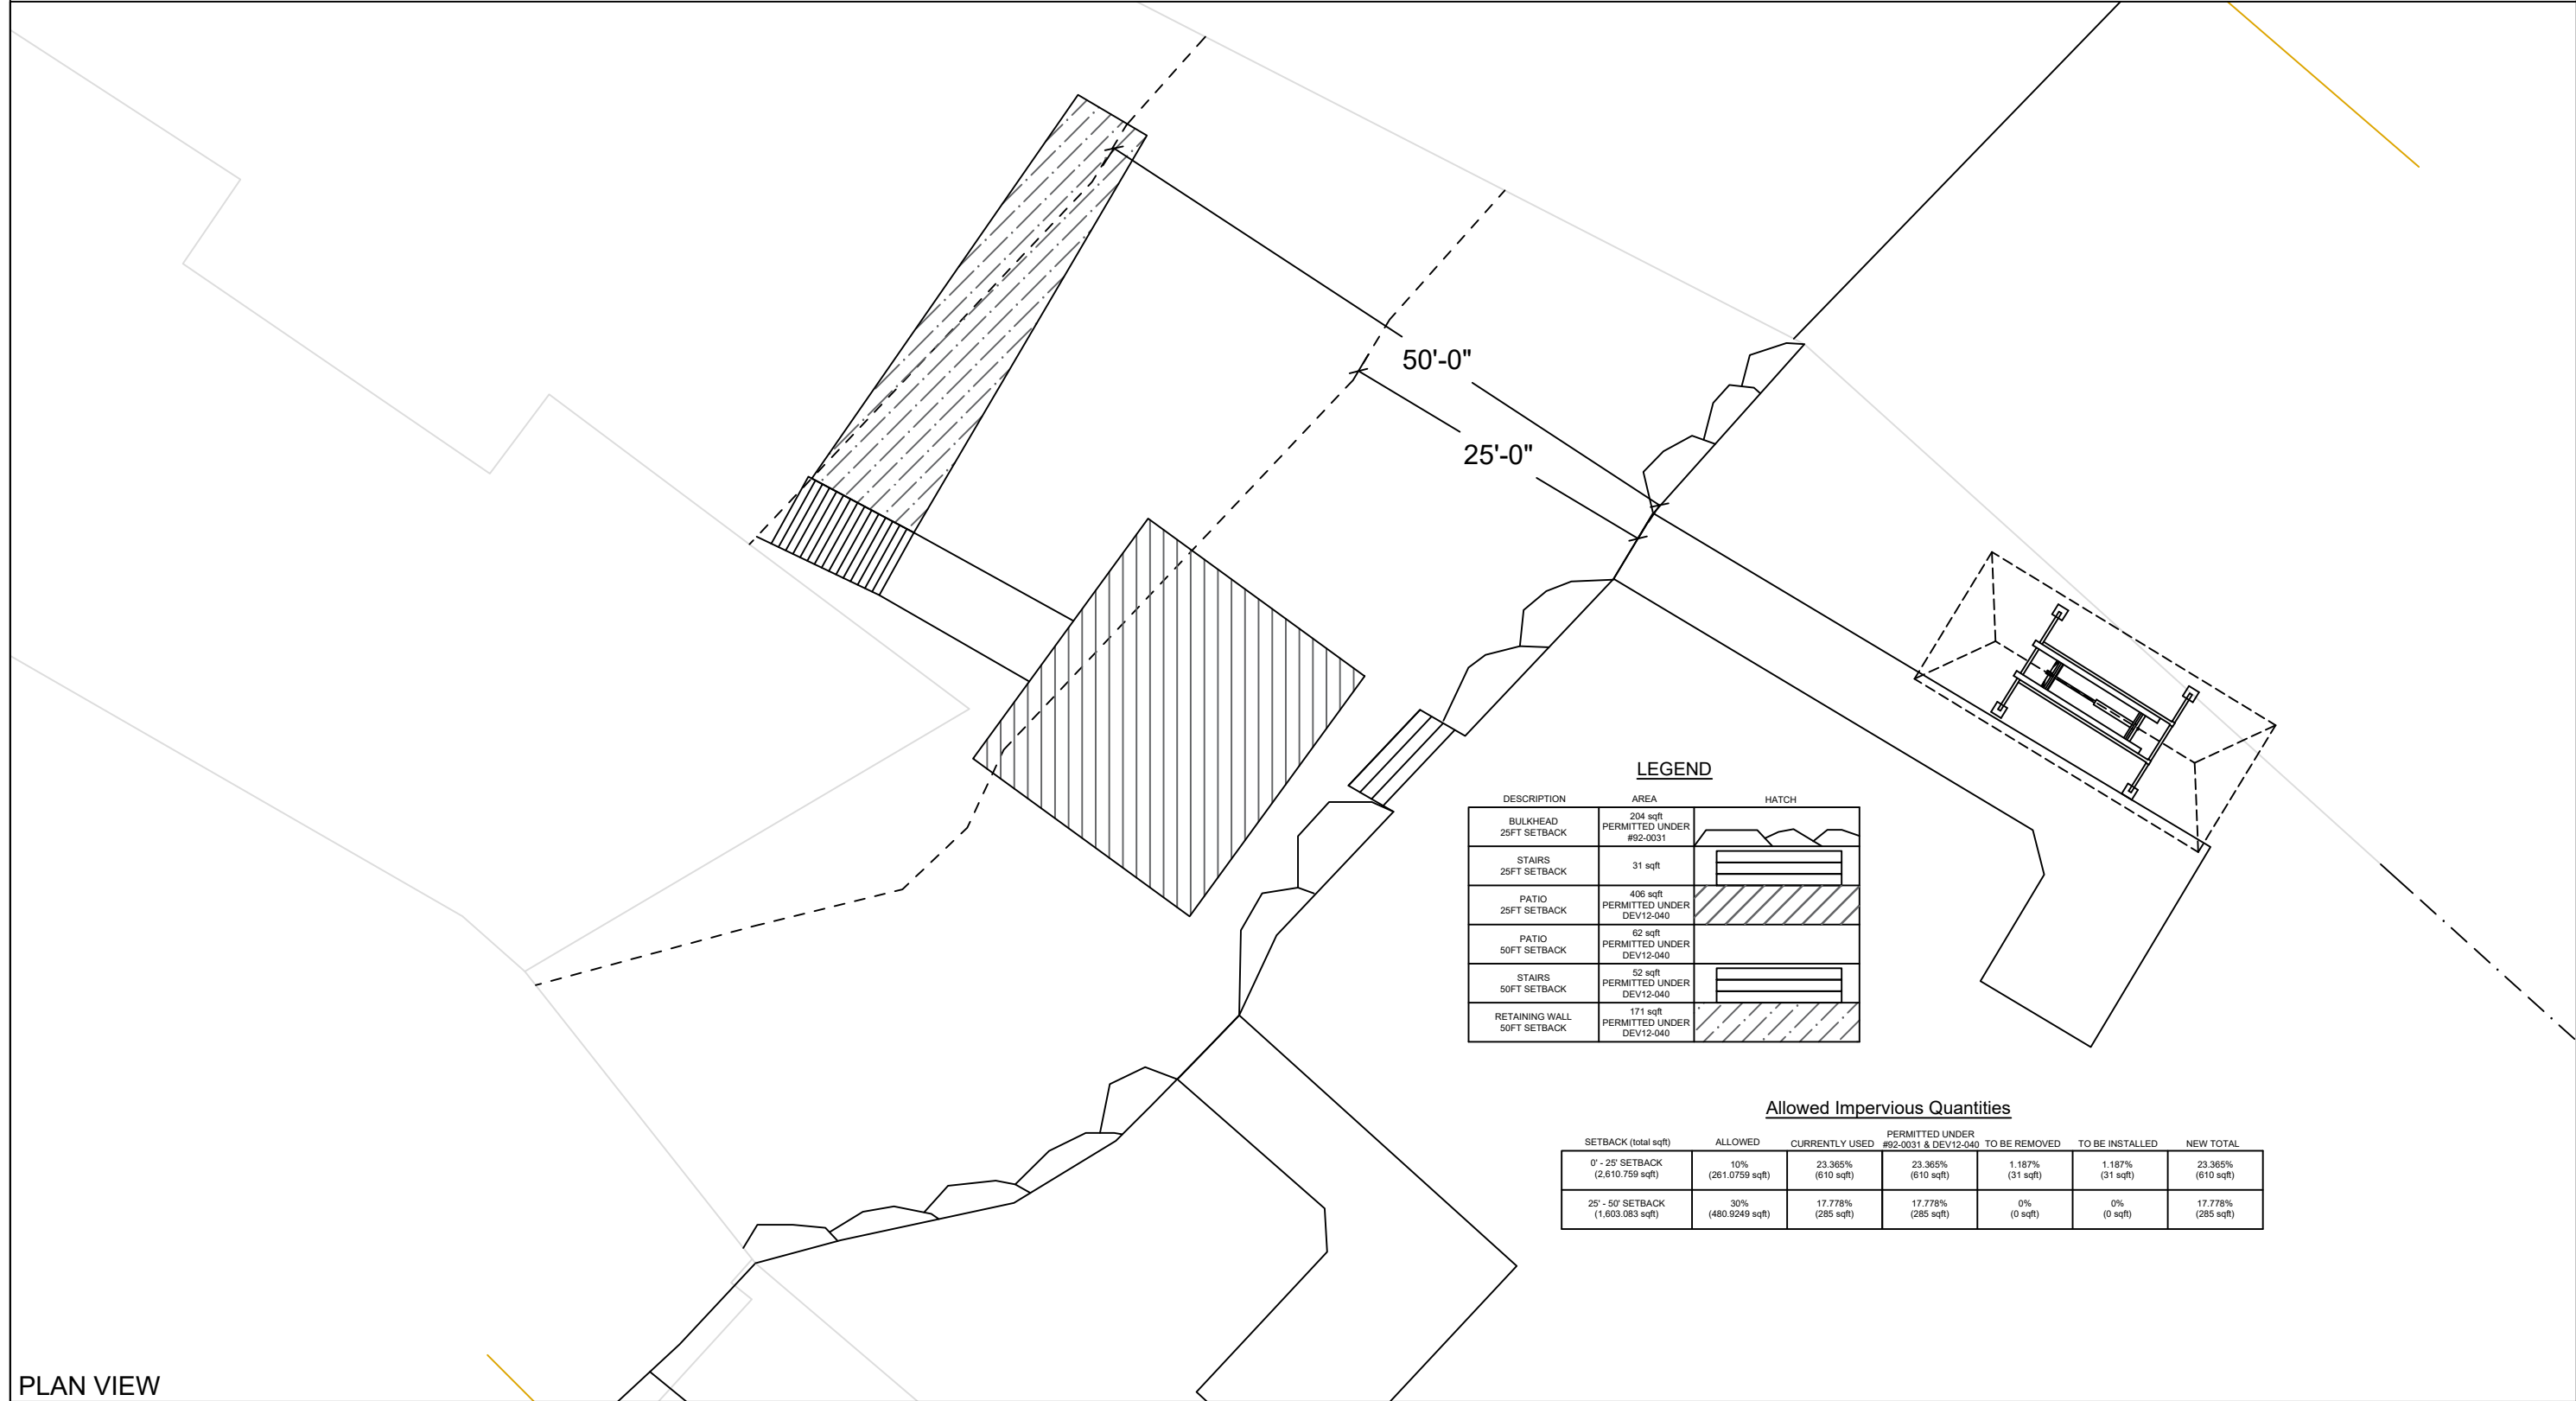 50'-0"
25'-0"
LEGEND
DESCRIPTION AREA HATCH
BULKHEAD
25FT SETBACK
204 sqft
PERMITTED UNDER
#92-0031
STAIRS
25FT SETBACK
31 sqft
PATIO
25FT SETBACK
406 sqft
PERMITTED UNDER
DEV12-040
PATIO
50FT SETBACK
62 sqft
PERMITTED UNDER
DEV12-040
STAIRS
50FT SETBACK
52 sqft
PERMITTED UNDER
DEV12-040
RETAINING WALL
50FT SETBACK
171 sqft
PERMITTED UNDER
DEV12-040
Allowed Impervious Quantities
SETBACK (total sqft)
ALLOWED
CURRENTLY USED
PERMITTED UNDER
#92-0031 & DEV12-040
TO BE REMOVED
TO BE INSTALLED
NEW TOTAL
0' - 25' SETBACK
(2,610.759 sqft)
10%
(261.0759 sqft)
23.365%
(610 sqft)
23.365%
(610 sqft)
1.187%
(31 sqft)
1.187%
(31 sqft)
23.365%
(610 sqft)
25' - 50' SETBACK
(1,603.083 sqft)
30%
(480.9249 sqft)
17.778%
(285 sqft)
17.778%
(285 sqft)
0%
(0 sqft)
0%
(0 sqft)
17.778%
(285 sqft)
PLAN VIEW